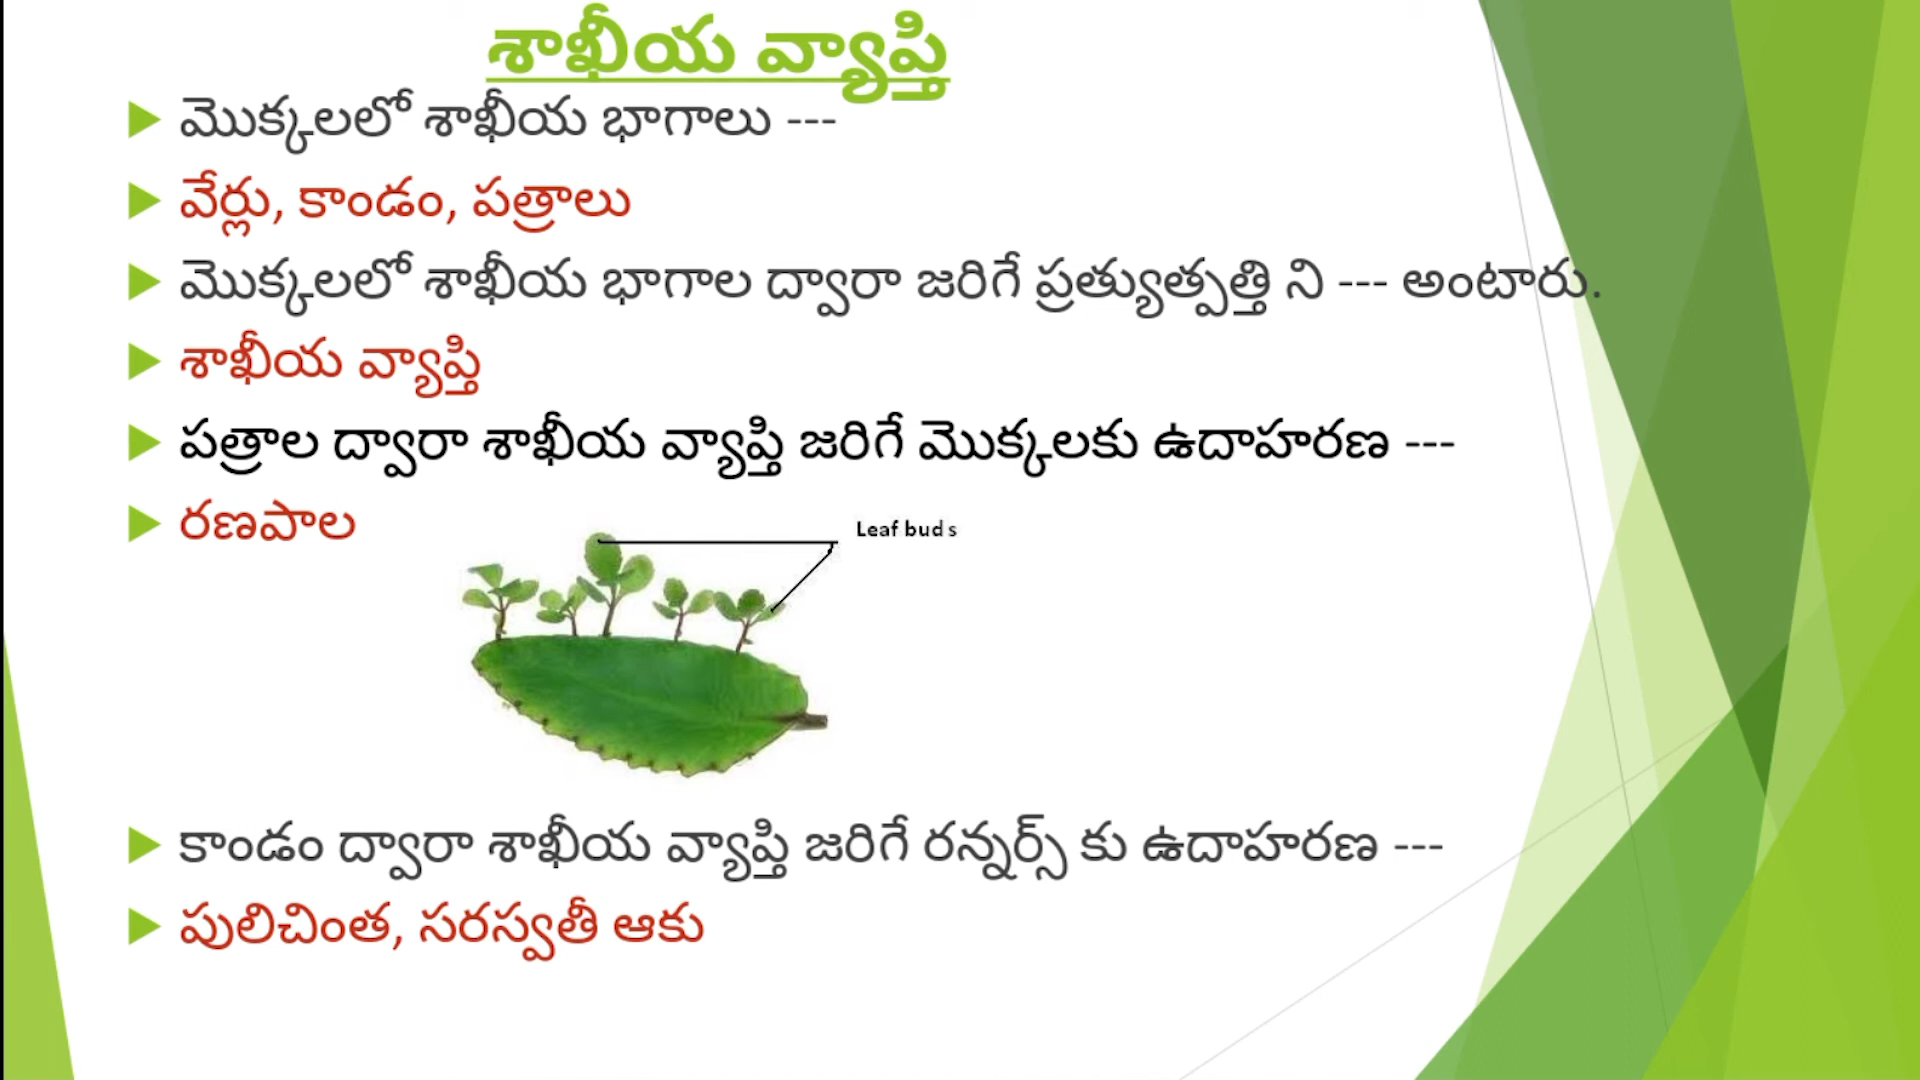 శాఖీయ వ్యాప్తి
మొక్కలలో శాఖీయ భాగాలు ---
వేర్లు, కాండం, పత్రాలు
మొక్కలలో శాఖీయ భాగాల ద్వారా జరిగే ప్రత్యుత్పత్తి ని --- అంటారు.
శాఖీయ వ్యాప్తి
పత్రాల ద్వారా శాఖీయ వ్యాప్తి జరిగే మొక్కలకు ఉదాహరణ ---
రణపాల
Leaf buds
కాండం ద్వారా శాఖీయ వ్యాప్తి జరిగే రన్నర్స్ కు ఉదాహరణ ---
పులిచింత, సరస్వతీ ఆకు